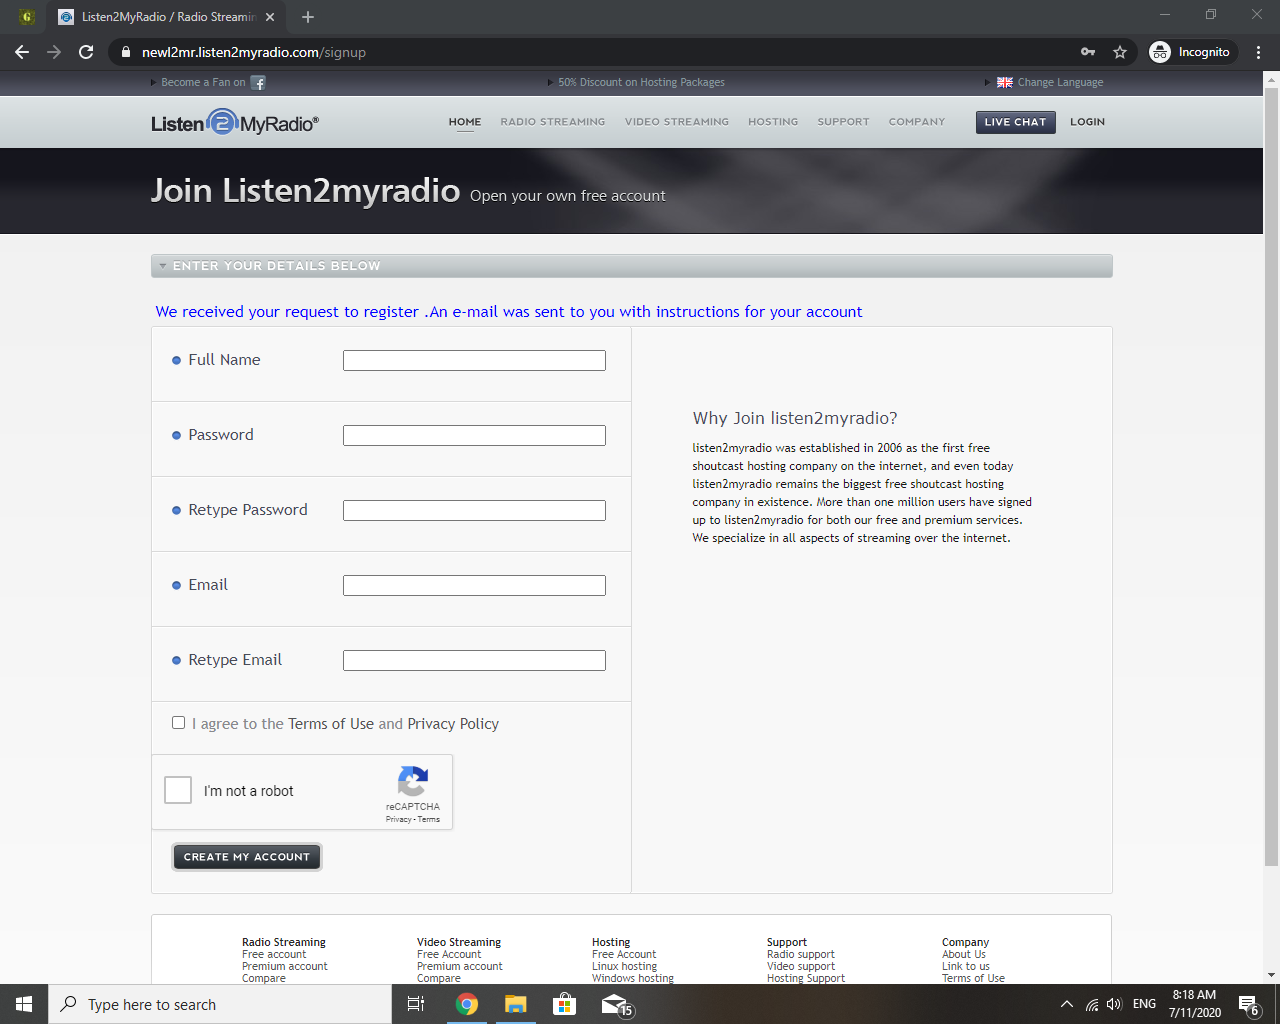 Listen2MyRadio / Radio Streamin
newl2mr.listen2myradio.com/signup
Incognito
Become a Fan on
50% Discount on Hosting Packages
Change Language
Listen2MyRadio®
HOME RADIO STREAMING VIDEO STREAMING HOSTING SUPPORT COMPANY LIVE CHAT LOGIN
Join Listen2myradio Open your own free account
ENTER YOUR DETAILS BELOW
We received your request to register .An e-mail was sent to you with instructions for your account
Full Name
Password
Retype Password
Email
Retype Email
I agree to the Terms of Use and Privacy Policy
I'm not a robot
reCAPTCHA
Privacy - Terms
CREATE MY ACCOUNT
Why Join listen2myradio?
listen2myradio was established in 2006 as the first free
shoutcast hosting company on the internet, and even today
listen2myradio remains the biggest free shoutcast hosting
company in existence. More than one million users have signed
up to listen2myradio for both our free and premium services.
We specialize in all aspects of streaming over the internet.
Radio Streaming
Free account
Premium account
Compare
Video Streaming
Free Account
Premium account
Compare
Hosting
Free Account
Linux hosting
Windows hosting
Support
Radio support
Video support
Hosting Support
Company
About Us
Link to us
Terms of Use
Type here to search
15
ENG
8:18 AM
7/11/2020
6